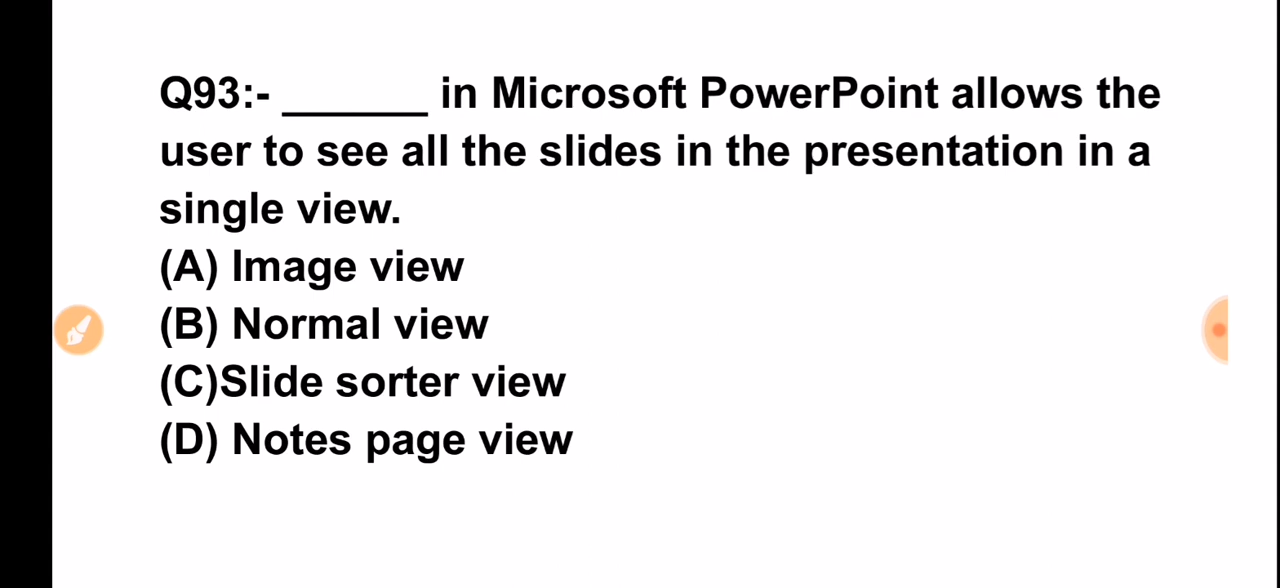 Q93:- ______ in Microsoft PowerPoint allows the
user to see all the slides in the presentation in a
single view.
(A) Image view
(B) Normal view
(C)Slide sorter view
(D) Notes page view